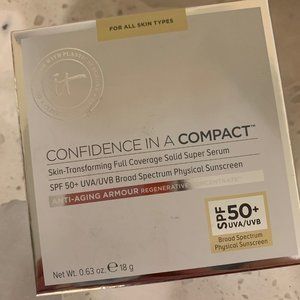 FOR ALL SKIN TYPES
it
CONFIDENCE IN A COMPACT™
Skin-Transforming Full Coverage Solid Super Serum
SPF 50+ UVA/UVB Broad Spectrum Physical Sunscreen
ANTI-AGING ARMOUR REGENERATIVE
SPF 50+
UVA/UVB
Broad Spectrum
Physical Sunscreen
Net Wt. 0.63 oz. ℮ 18 g